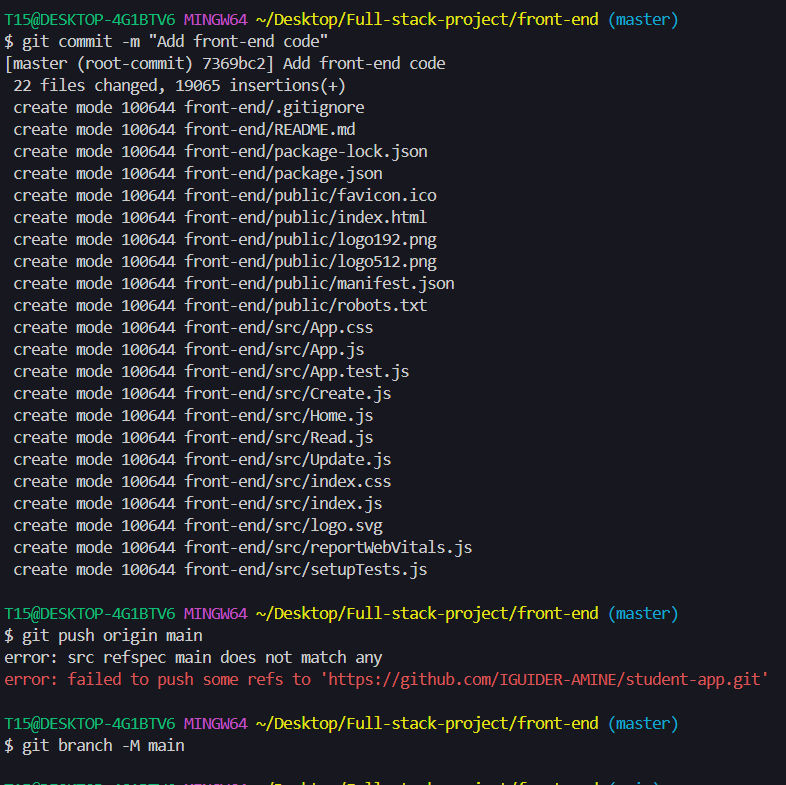 T15@DESKTOP-4G1BTV6 MINGW64 ~/Desktop/Full-stack-project/front-end (master)
$ git commit -m "Add front-end code"
[master (root-commit) 7369bc2] Add front-end code
 22 files changed, 19065 insertions(+)
 create mode 100644 front-end/.gitignore
 create mode 100644 front-end/README.md
 create mode 100644 front-end/package-lock.json
 create mode 100644 front-end/package.json
 create mode 100644 front-end/public/favicon.ico
 create mode 100644 front-end/public/index.html
 create mode 100644 front-end/public/logo192.png
 create mode 100644 front-end/public/logo512.png
 create mode 100644 front-end/public/manifest.json
 create mode 100644 front-end/public/robots.txt
 create mode 100644 front-end/src/App.css
 create mode 100644 front-end/src/App.js
 create mode 100644 front-end/src/App.test.js
 create mode 100644 front-end/src/Create.js
 create mode 100644 front-end/src/Home.js
 create mode 100644 front-end/src/Read.js
 create mode 100644 front-end/src/Update.js
 create mode 100644 front-end/src/index.css
 create mode 100644 front-end/src/index.js
 create mode 100644 front-end/src/logo.svg
 create mode 100644 front-end/src/reportWebVitals.js
 create mode 100644 front-end/src/setupTests.js
T15@DESKTOP-4G1BTV6 MINGW64 ~/Desktop/Full-stack-project/front-end (master)
$ git push origin main
error: src refspec main does not match any
error: failed to push some refs to 'https://github.com/IGUIDER-AMINE/student-app.git'
T15@DESKTOP-4G1BTV6 MINGW64 ~/Desktop/Full-stack-project/front-end (master)
$ git branch -M main